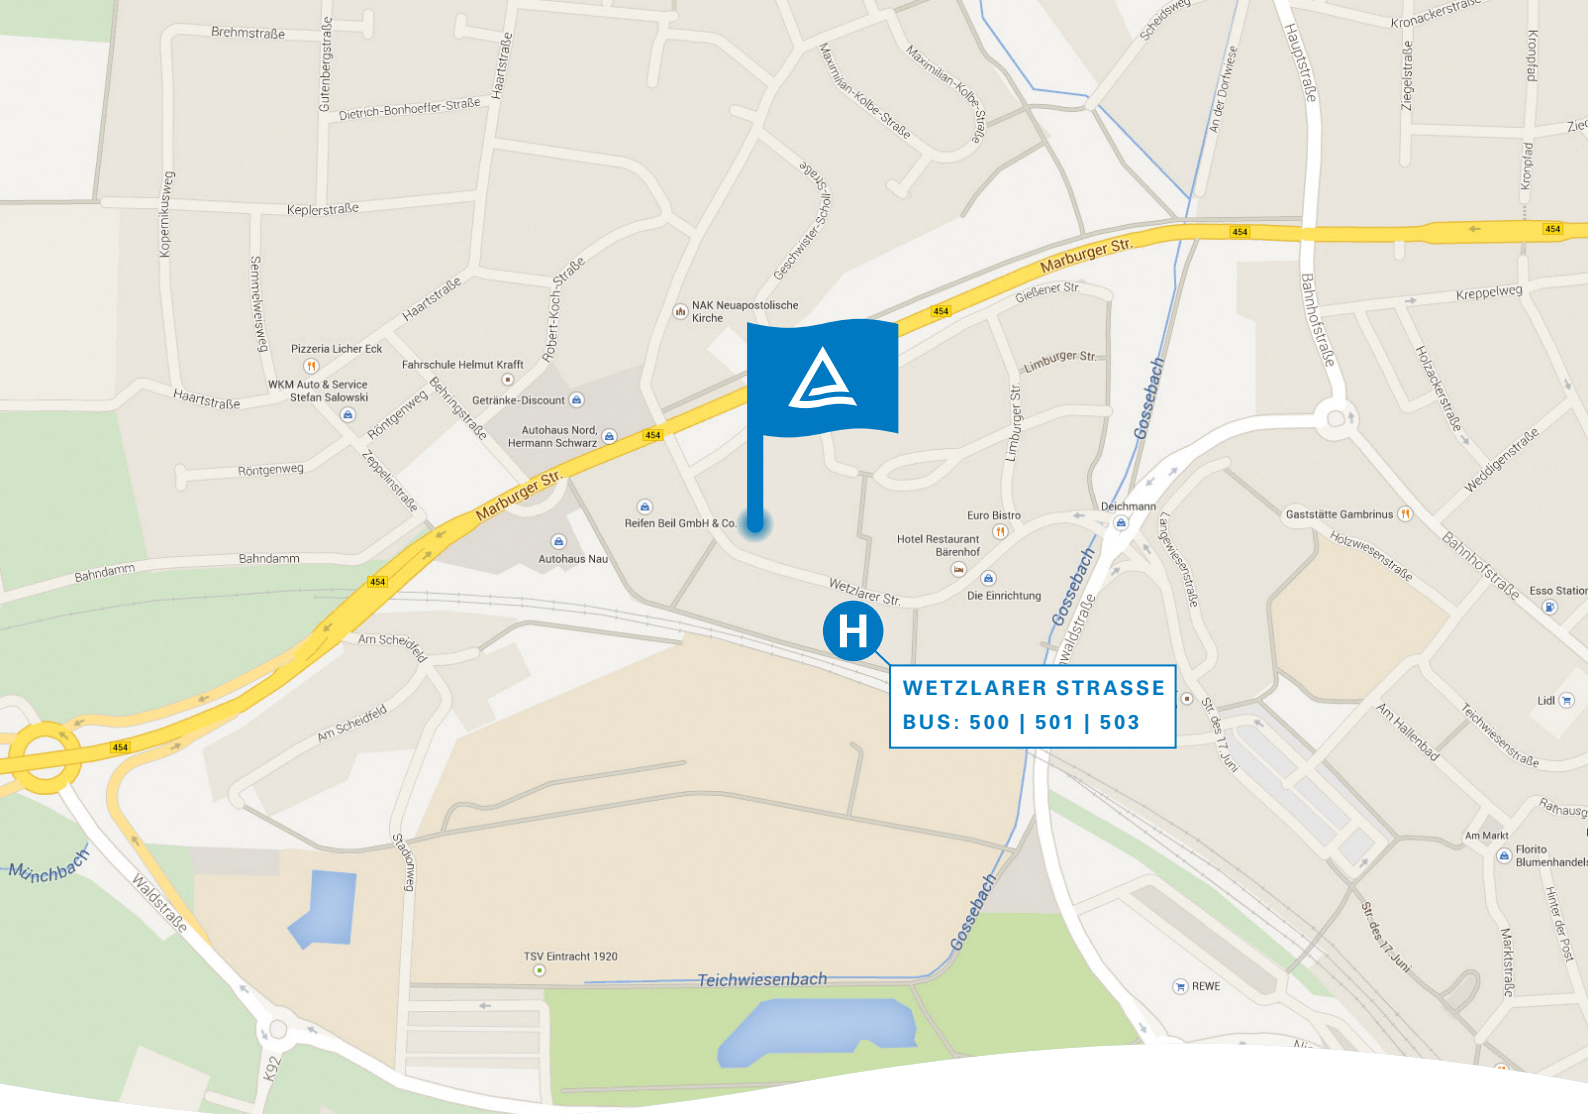 Brehmstraße
Gutenbergstraße
Haartstraße
Dietrich-Bonhoeffer-Straße
Maximilian-Kolbe-Straße
Maximilian-Kolbe-Straße
Scheidsweg
An der Dorfwiese
Hauptstraße
Kronackerstraße
Ziegelstraße
Kronpfad
Kronpfad
Kopernikusweg
Keplerstraße
Semmelweisweg
Haartstraße
Robert-Koch-Straße
Geschwister-Scholl-Straße
Marburger Str.
454
454
454
Gießener Str.
Bahnhofstraße
Kreppelweg
NAK Neuapostolische
Kirche
Pizzeria Licher Eck
Fahrschule Helmut Krafft
WKM Auto & Service
Stefan Salowski
Getränke-Discount
Haartstraße
Röntgenweg
Behringstraße
Autohaus Nord,
Hermann Schwarz
454
Limburger Str.
Limburger Str.
Gossebach
Holzackerstraße
Weddigenstraße
Röntgenweg
Zeppelinstraße
Marburger Str.
Reifen Beil GmbH & Co.
Euro Bistro
Deichmann
Gaststätte Gambrinus
Hotel Restaurant
Bärenhof
Die Einrichtung
Autohaus Nau
Langewiesenstraße
Holzwiesenstraße
Bahnhofstraße
Bahndamm
Bahndamm
454
Wetzlarer Str.
Gossebach
Esso Station
H
WETZLARER STRASSE
BUS: 500 | 501 | 503
Am Scheidfeld
Am Scheidfeld
Str. des 17. Juni
Am Hallenbad
Teichwiesenstraße
Lidl
454
Münchbach
Waldstraße
Stadionweg
Am Markt
Florito
Gossebach
Str. des 17. Juni
Hinter der Post
Marktstraße
TSV Eintracht 1920
Teichwiesenbach
REWE
K92